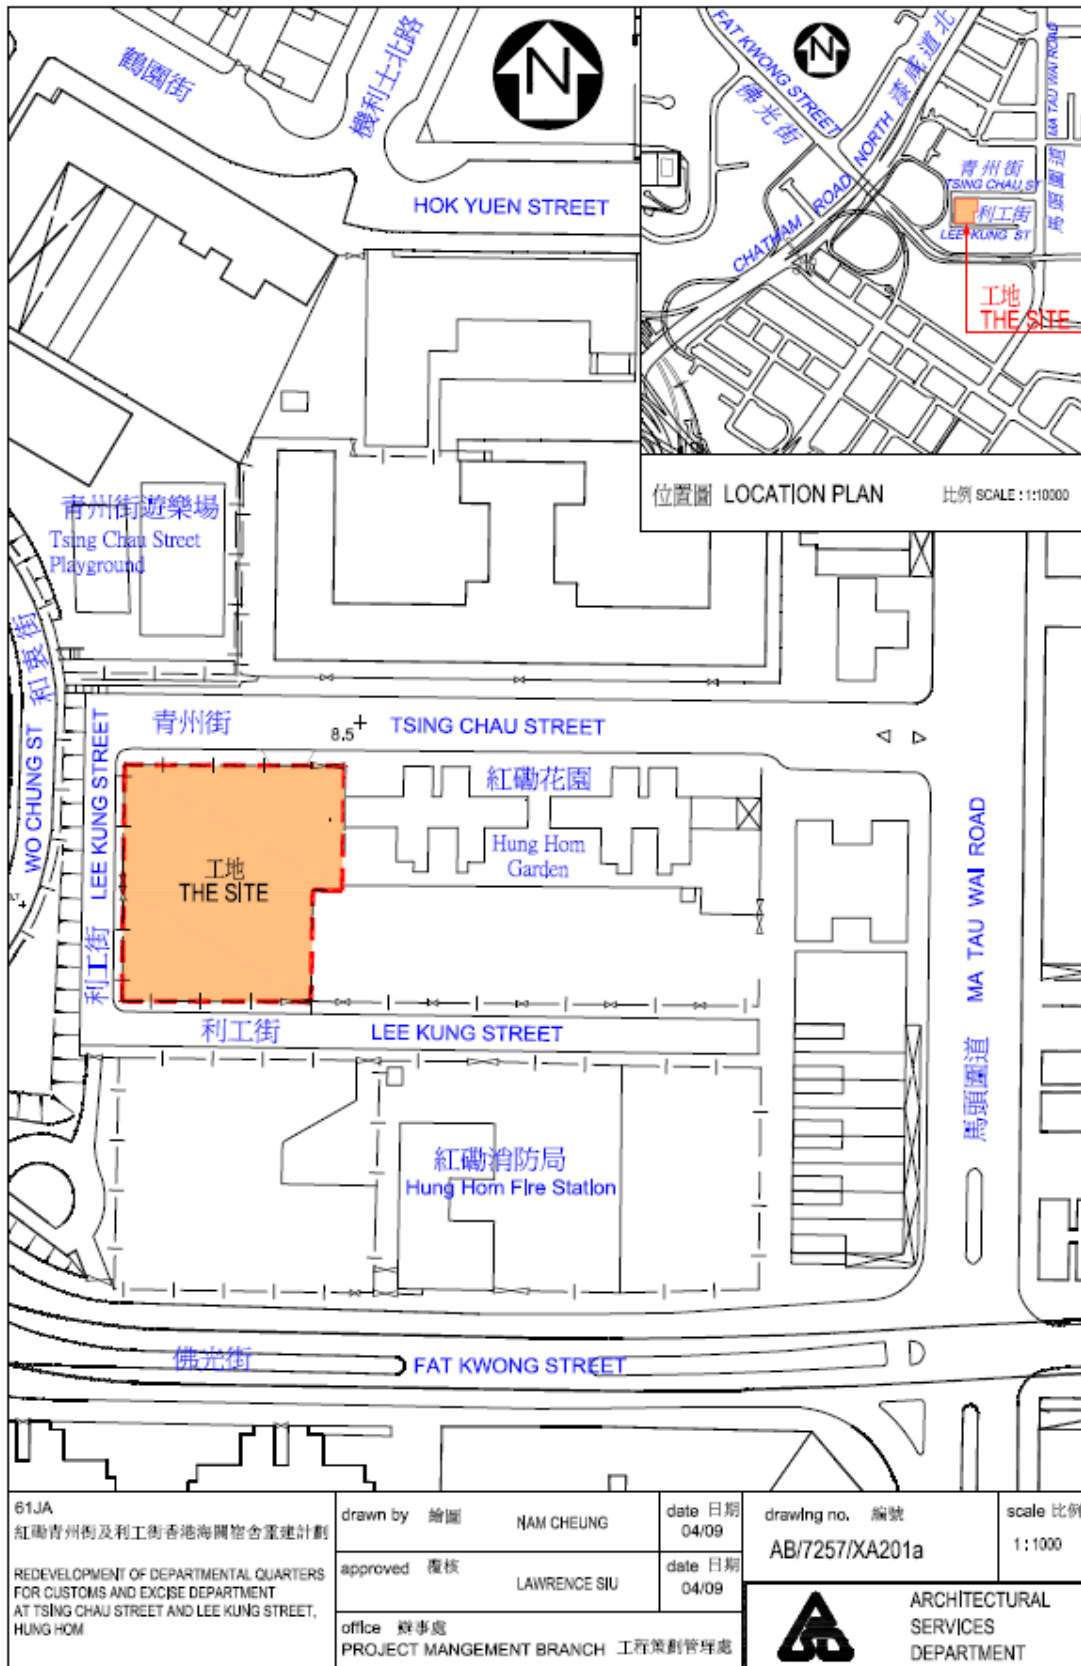 鶴園街
機利士北路
N
HOK YUEN STREET
FAT KWONG STREET
佛光街
N
CHATHAM ROAD NORTH 漆咸道北
MA TAU WAI ROAD
馬頭圍道
青州街
TSING CHAU ST
利工街
LEE KUNG ST
工地
THE SITE
位置圖 LOCATION PLAN
比例 SCALE : 1:10000
青州街遊樂場
Tsing Chau Street
Playground
WO CHUNG ST 和衷街
青州街
8.5
TSING CHAU STREET
利工街 LEE KUNG STREET
工地
THE SITE
紅磡花園
Hung Hom
Garden
利工街
LEE KUNG STREET
馬頭圍道 MA TAU WAI ROAD
紅磡消防局
Hung Hom Fire Station
佛光街
FAT KWONG STREET
61JA
紅磡青州街及利工街香港海關宿舍重建計劃
REDEVELOPMENT OF DEPARTMENTAL QUARTERS
FOR CUSTOMS AND EXCISE DEPARTMENT
AT TSING CHAU STREET AND LEE KUNG STREET,
HUNG HOM
drawn by 繪圖
NAM CHEUNG
date 日期
04/09
approved 覆核
LAWRENCE SIU
date 日期
04/09
office 辦事處
PROJECT MANGEMENT BRANCH 工程策劃管理處
drawing no. 編號
AB/7257/XA201a
scale 比例
1 : 1000
ARCHITECTURAL
SERVICES
DEPARTMENT